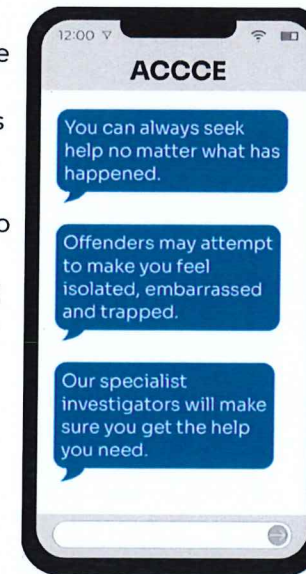 12:00
ACCCE
You can always seek
help no matter what has
happened.
Offenders may attempt
to make you feel
isolated, embarrassed
and trapped.
Our specialist
investigators will make
sure you get the help
you need.